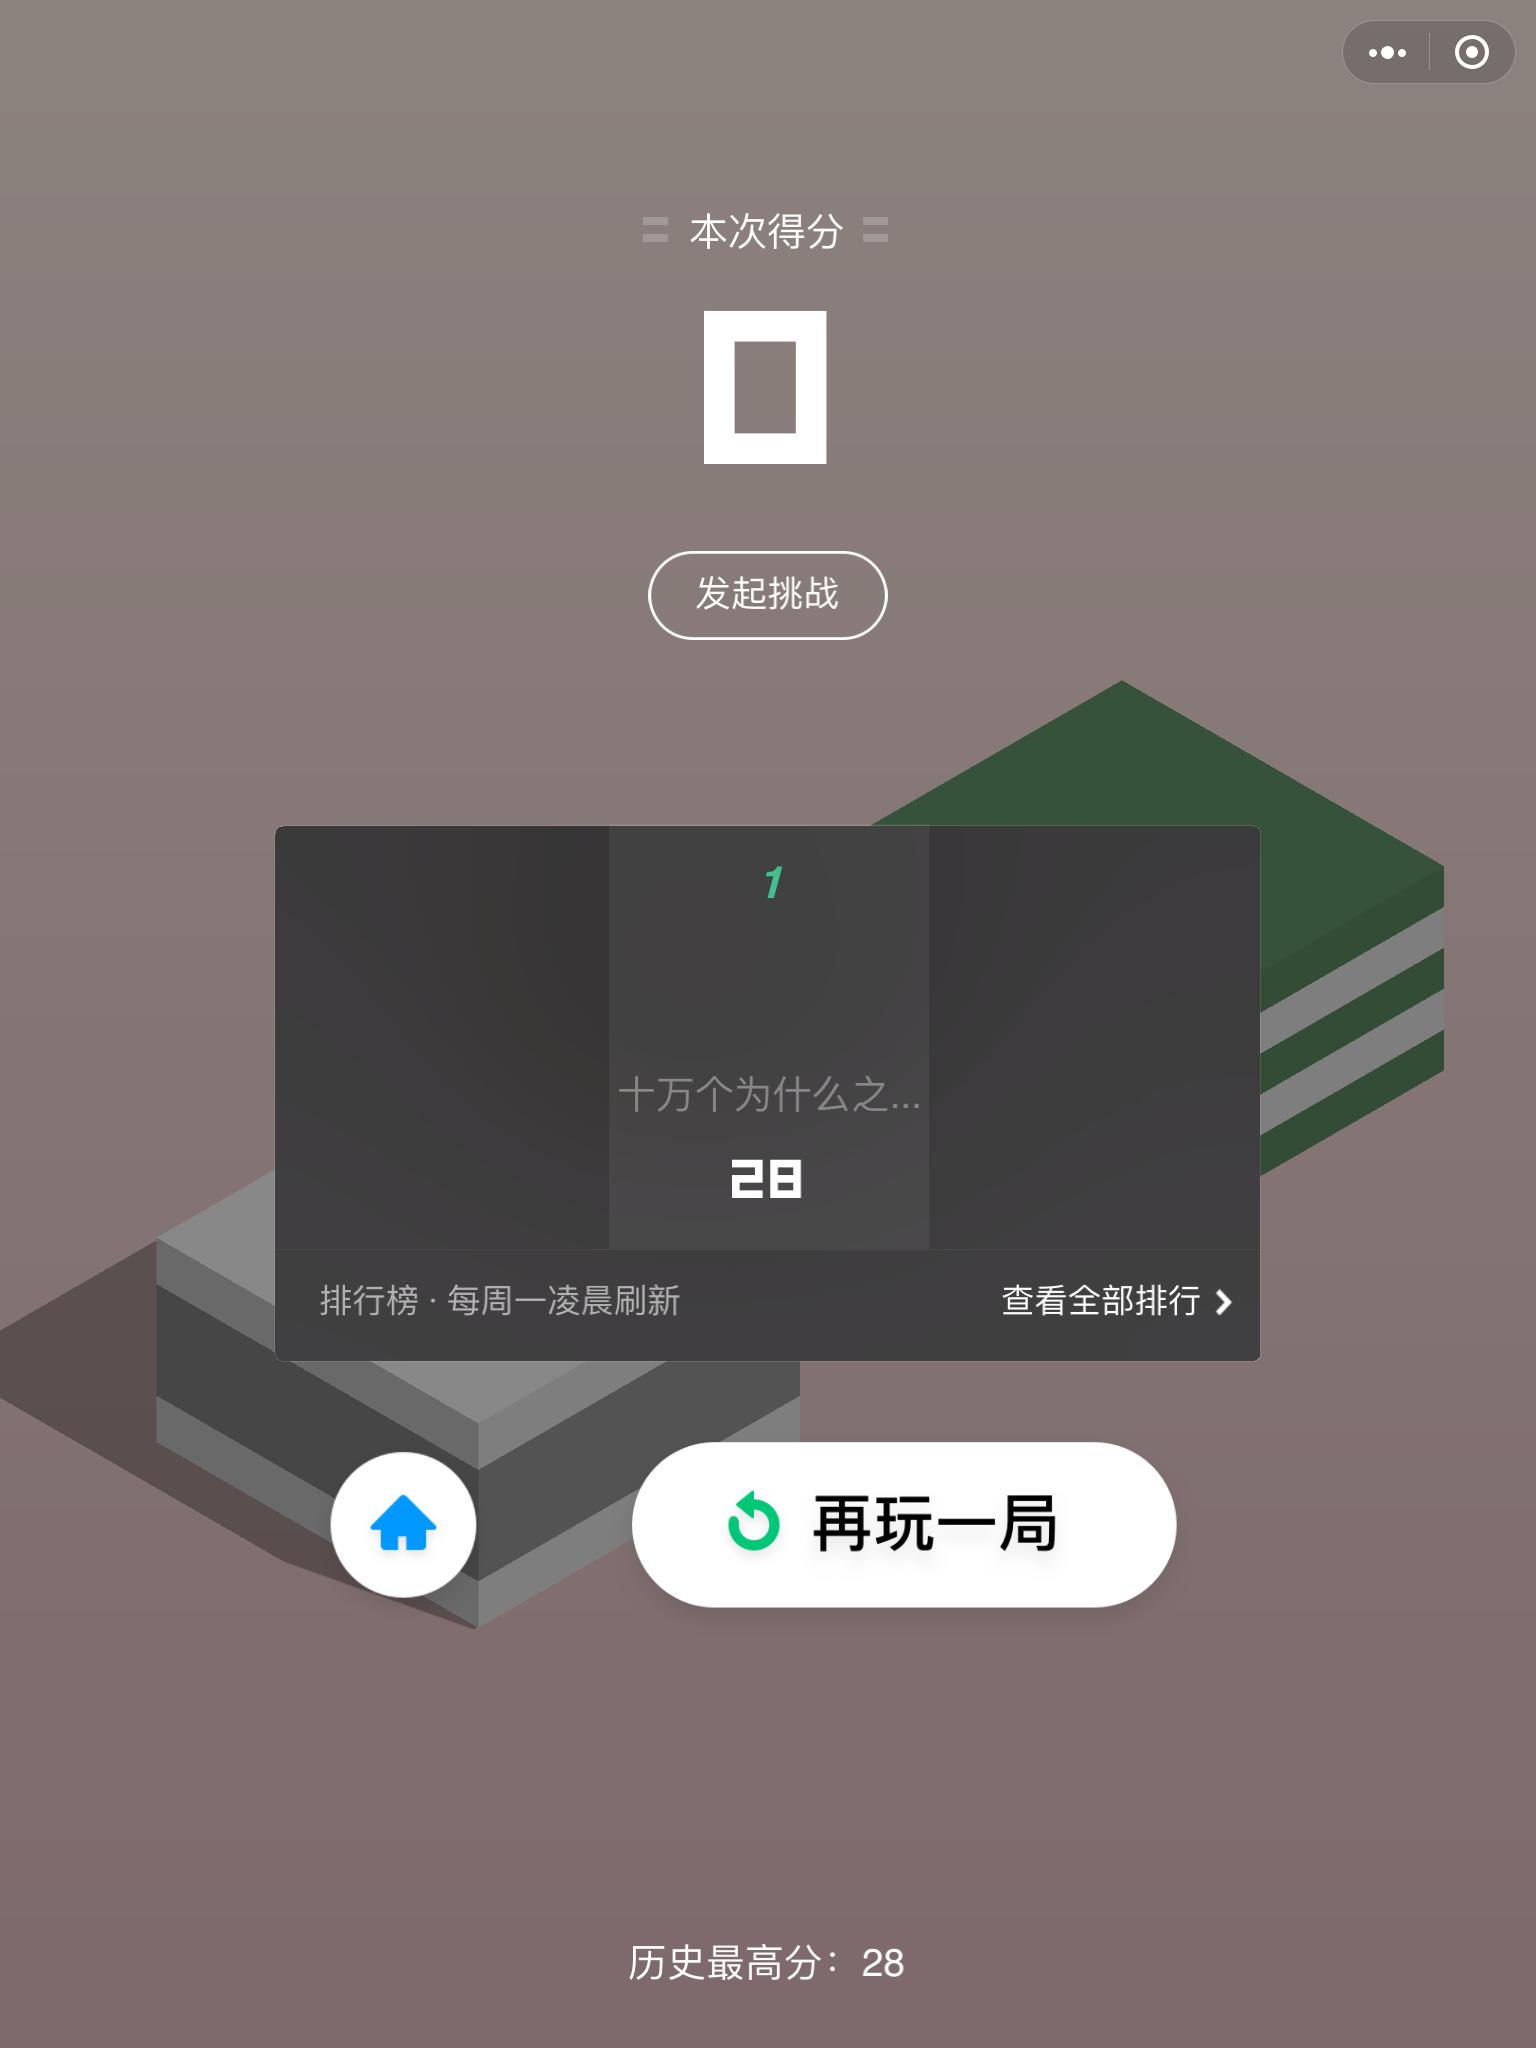 本次得分
0
发起挑战
1
十万个为什么之...
28
排行榜 · 每周一凌晨刷新
查看全部排行
再玩一局
历史最高分：28